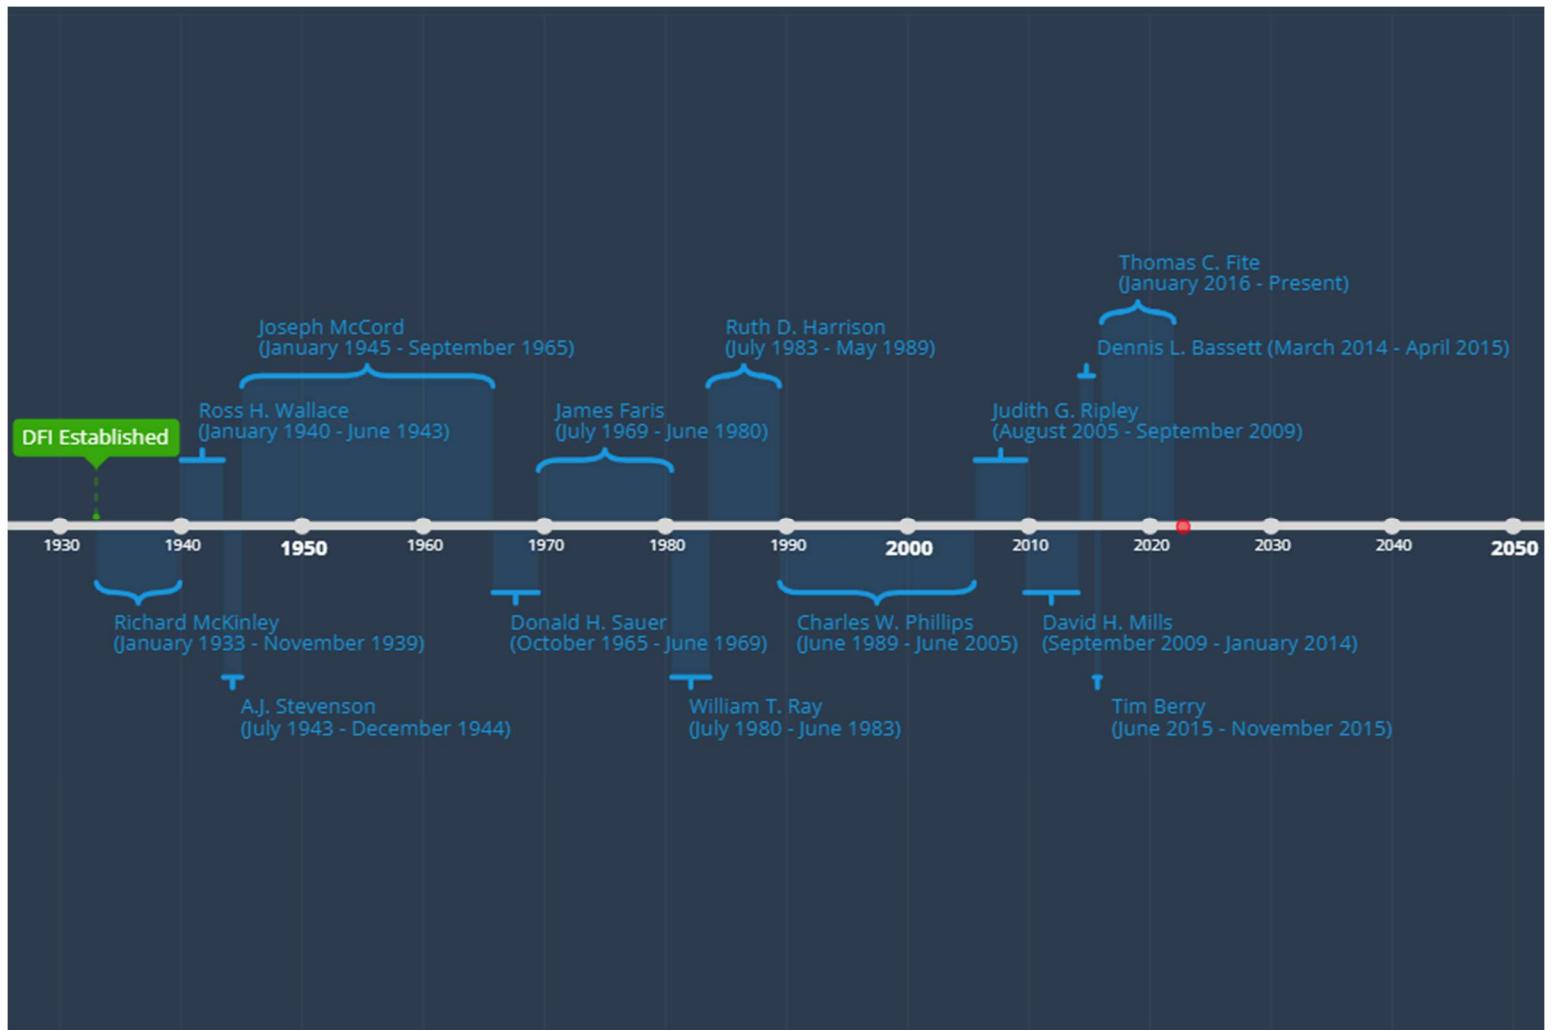 Thomas C. Fite
(January 2016 - Present)
Joseph McCord
(January 1945 - September 1965)
Ruth D. Harrison
(July 1983 - May 1989)
Dennis L. Bassett (March 2014 - April 2015)
Ross H. Wallace
(January 1940 - June 1943)
James Faris
(July 1969 - June 1980)
Judith G. Ripley
(August 2005 - September 2009)
DFI Established
1930 1940 1950 1960 1970 1980 1990 2000 2010 2020 2030 2040 2050
Richard McKinley
(January 1933 - November 1939)
Donald H. Sauer
(October 1965 - June 1969)
Charles W. Phillips
(June 1989 - June 2005)
David H. Mills
(September 2009 - January 2014)
A.J. Stevenson
(July 1943 - December 1944)
William T. Ray
(July 1980 - June 1983)
Tim Berry
(June 2015 - November 2015)